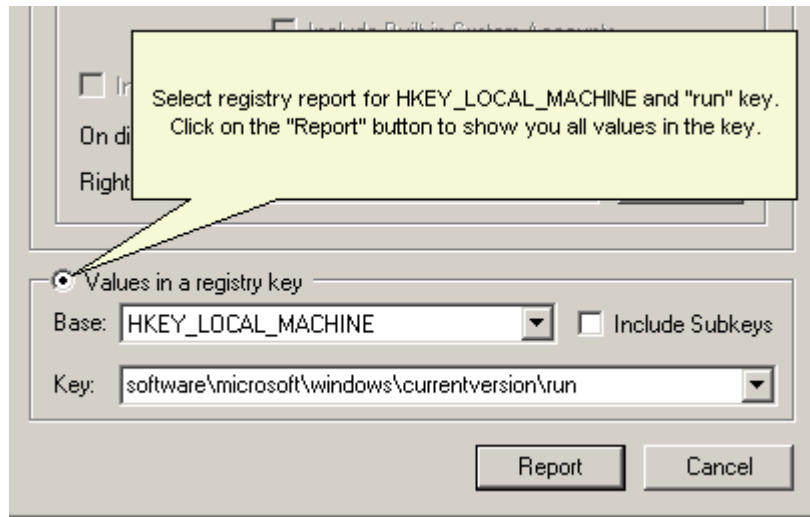 Select registry report for HKEY_LOCAL_MACHINE and "run" key.
Click on the "Report" button to show you all values in the key.
On di
Right
Values in a registry key
Base: HKEY_LOCAL_MACHINE Include Subkeys
Key: software\microsoft\windows\currentversion\run
Report Cancel